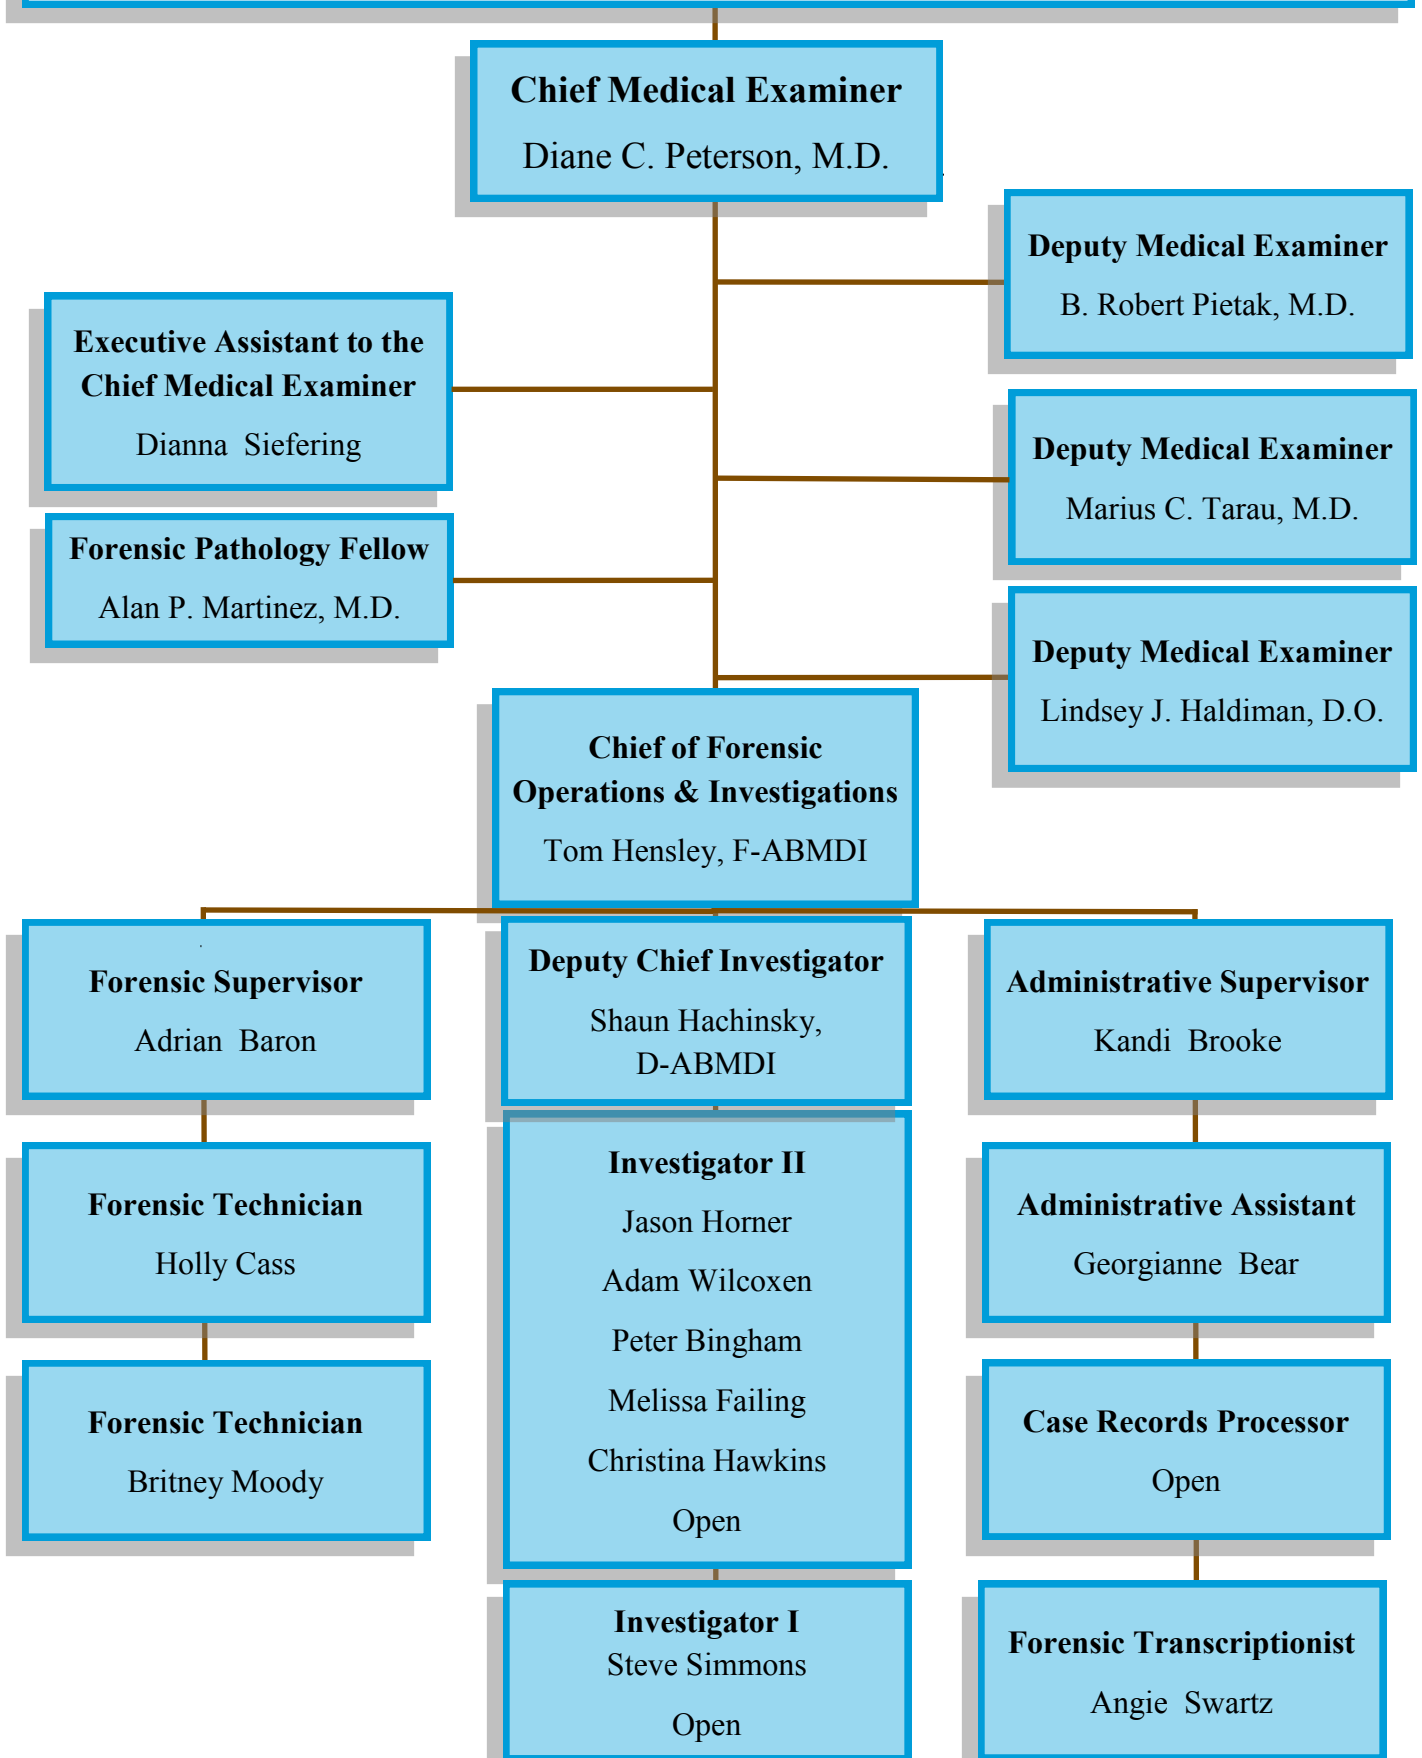 Chief Medical Examiner
Diane C. Peterson, M.D.
Deputy Medical Examiner
B. Robert Pietak, M.D.
Executive Assistant to the
Chief Medical Examiner
Dianna Siefering
Deputy Medical Examiner
Marius C. Tarau, M.D.
Forensic Pathology Fellow
Alan P. Martinez, M.D.
Deputy Medical Examiner
Lindsey J. Haldiman, D.O.
Chief of Forensic
Operations & Investigations
Tom Hensley, F-ABMDI
Forensic Supervisor
Adrian Baron
Deputy Chief Investigator
Shaun Hachinsky,
D-ABMDI
Administrative Supervisor
Kandi Brooke
Forensic Technician
Holly Cass
Forensic Technician
Britney Moody
Investigator II
Jason Horner
Adam Wilcoxen
Peter Bingham
Melissa Failing
Christina Hawkins
Open
Investigator I
Steve Simmons
Open
Administrative Assistant
Georgianne Bear
Case Records Processor
Open
Forensic Transcriptionist
Angie Swartz